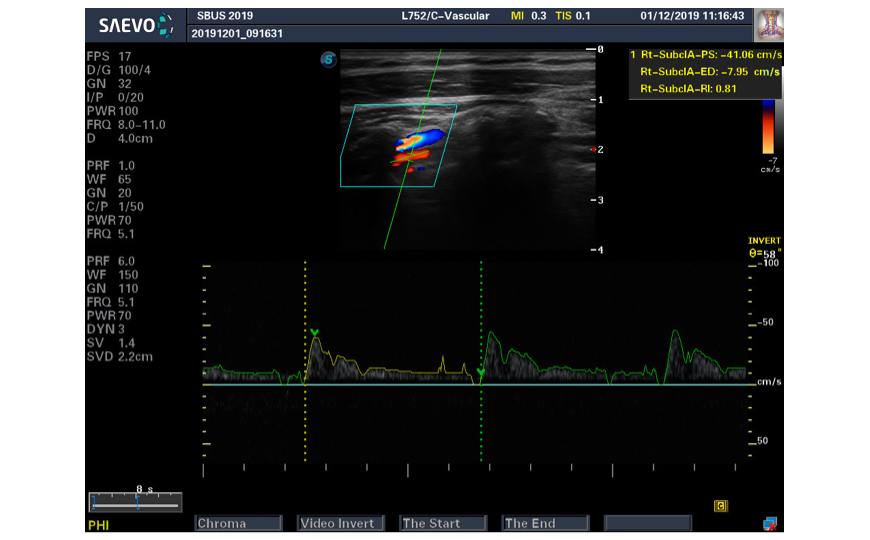 SAEVO
SBUS 2019 L752/C-Vascular MI 0.3 TIS 0.1 01/12/2019 11:16:43
20191201_091631
FPS 17
D/G 100/4
GN 32
I/P 0/20
PWR 100
FRQ 8.0-11.0
D 4.0cm
PRF 1.0
WF 65
GN 20
C/P 1/50
PWR 70
FRQ 5.1
PRF 6.0
WF 150
GN 110
FRQ 5.1
PWR 70
DYN 3
SV 1.4
SVD 2.2cm
S
0
1
2
3
4
1 Rt-SubclA-PS: -41.06 cm/s
Rt-SubclA-ED: -7.95 cm/s
Rt-SubclA-RI: 0.81
-7
cm/s
INVERT
θ=58°
-100
-50
cm/s
50
8 s
PHI
Chroma Video Invert The Start The End